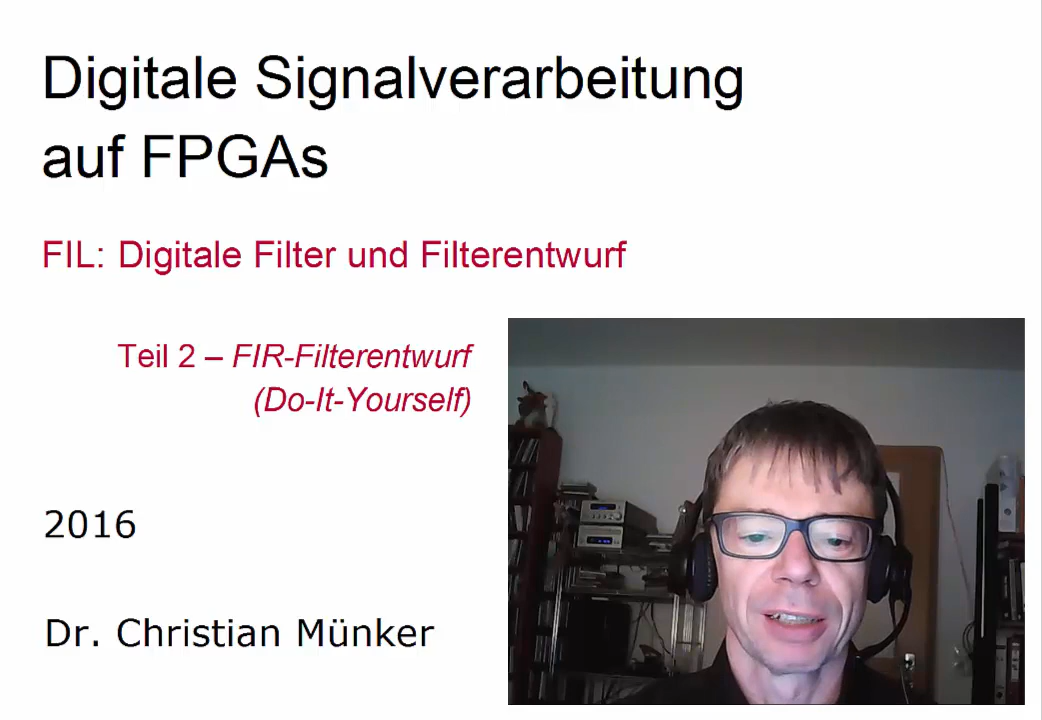 Digitale Signalverarbeitung
auf FPGAs
FIL: Digitale Filter und Filterentwurf
Teil 2 – FIR-Filterentwurf
(Do-It-Yourself)
2016
Dr. Christian Münker